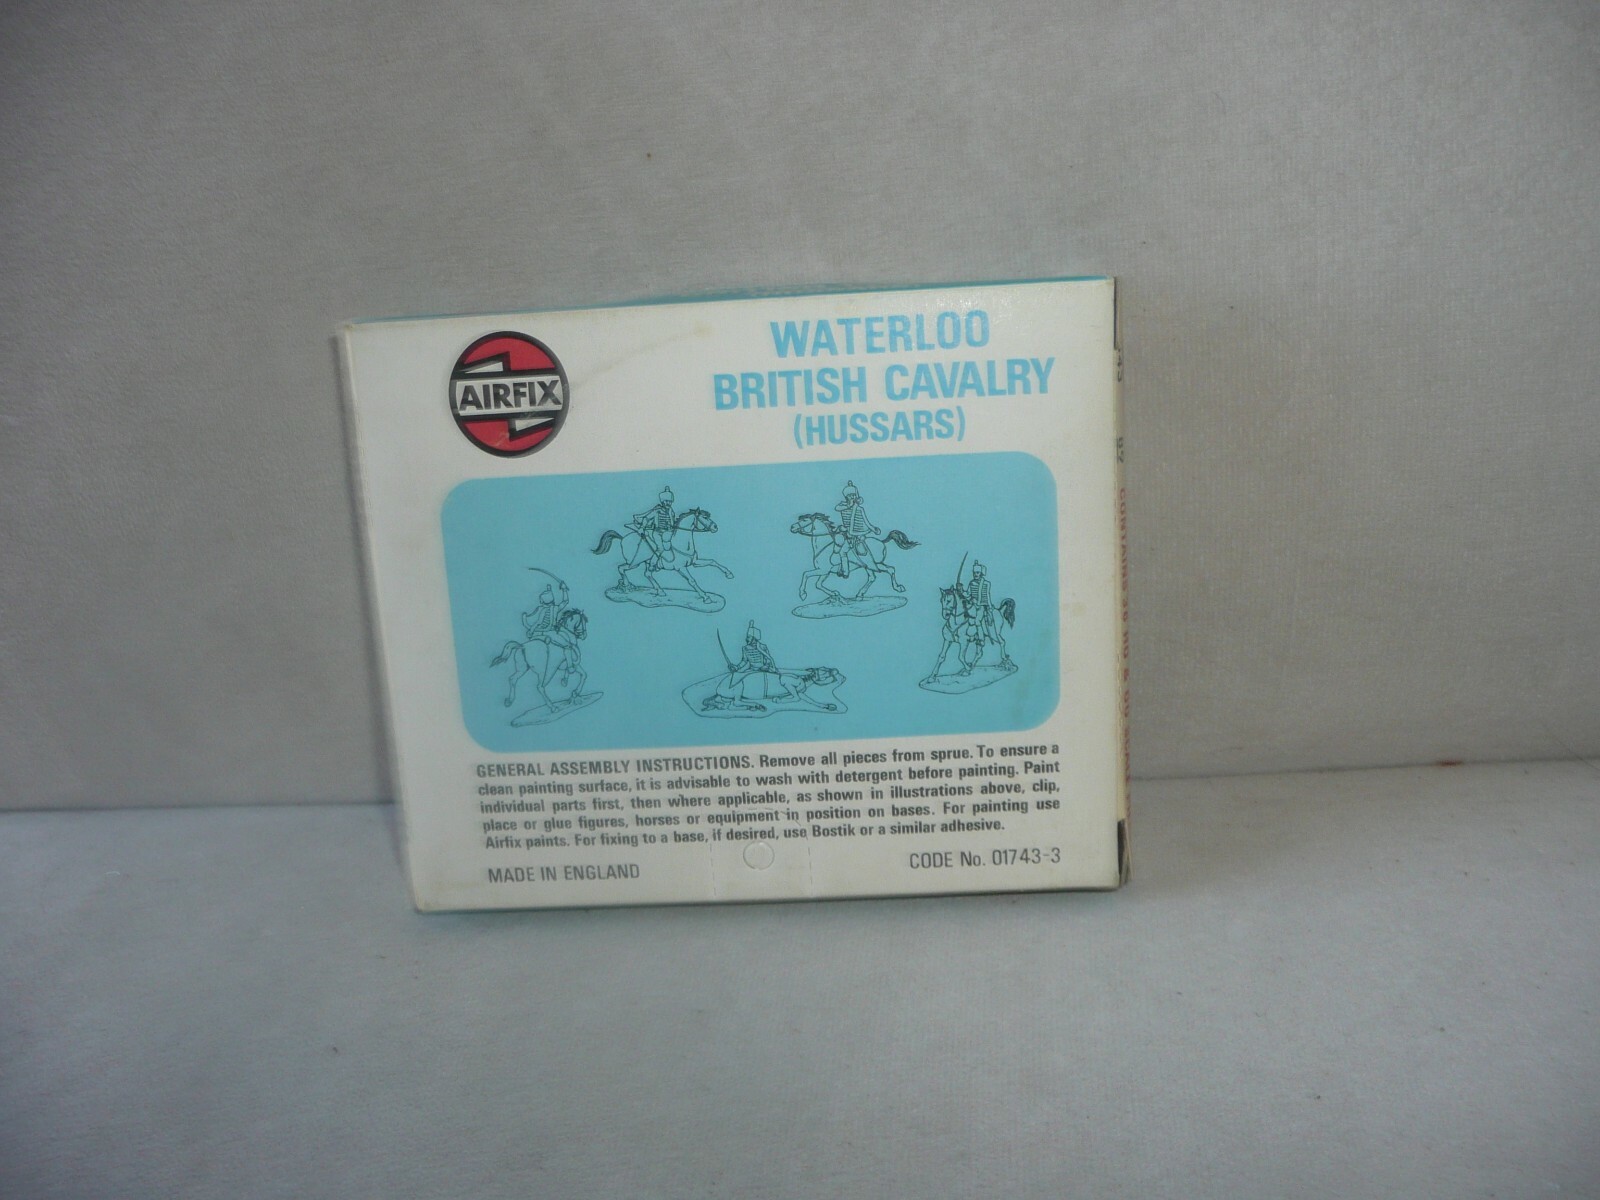 AIRFIX
WATERLOO
BRITISH CAVALRY
(HUSSARS)
GENERAL ASSEMBLY INSTRUCTIONS. Remove all pieces from sprue. To ensure a
clean painting surface, it is advisable to wash with detergent before painting. Paint
individual parts first, then where applicable, as shown in illustrations above, clip,
place or glue figures, horses or equipment in position on bases. For painting use
Airfix paints. For fixing to a base, if desired, use Bostik or a similar adhesive.
MADE IN ENGLAND
CODE No. 01743-3